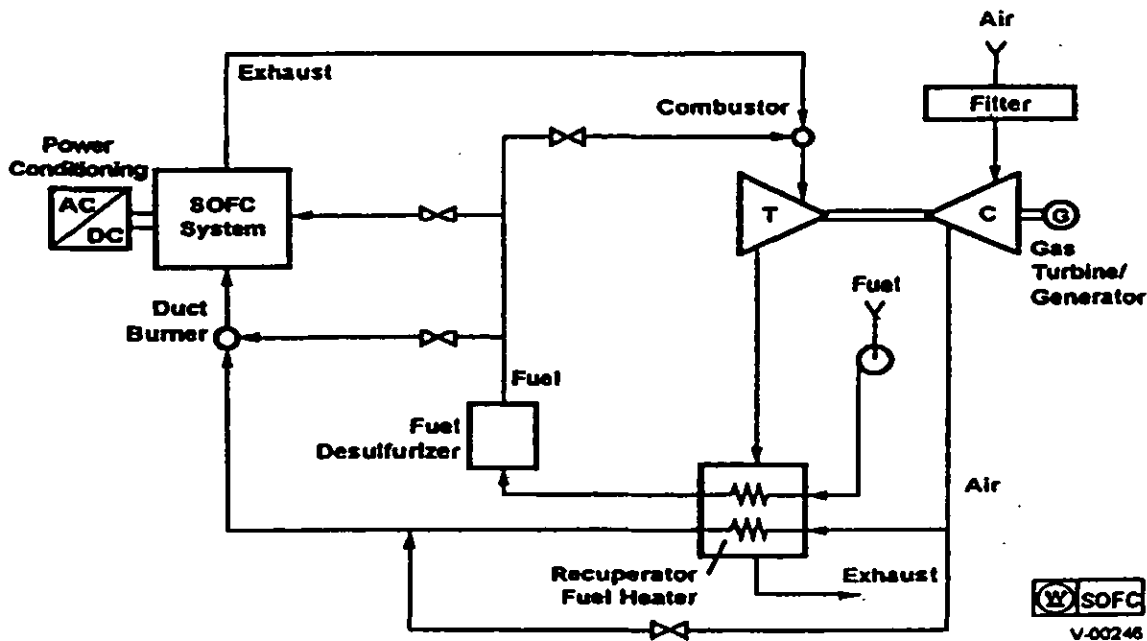 Air
Exhaust
Filter
Combustor
Power
Conditioning
AC
DC
SOFC
System
T
C
G
Gas
Turbine/
Generator
Fuel
Duct
Burner
Fuel
Fuel
Desulfurizer
Air
Recuperator
Fuel Heater
Exhaust
W SOFC
V-00246